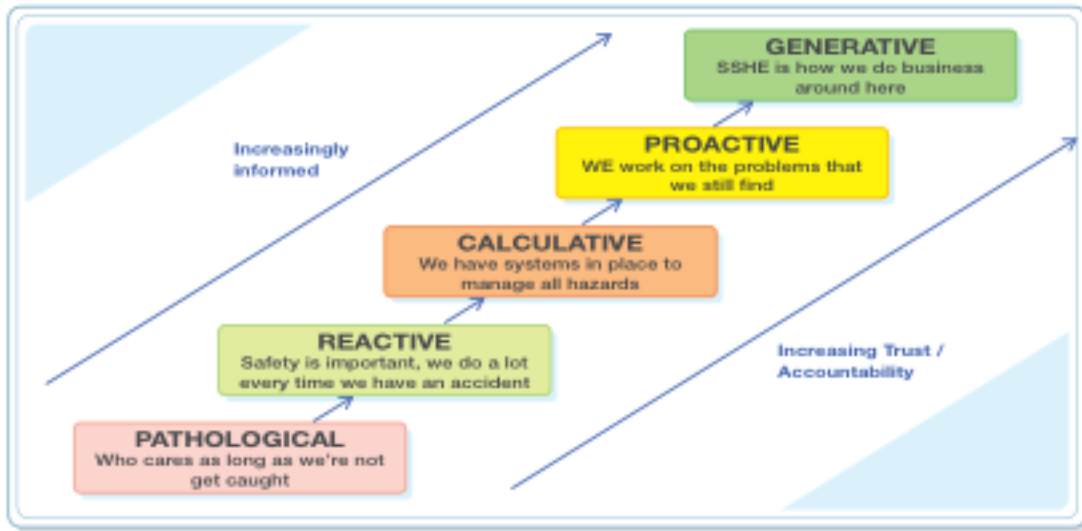 GENERATIVE
SSHE is how we do business
around here
PROACTIVE
WE work on the problems that
we still find
Increasingly
informed
CALCULATIVE
We have systems in place to
manage all hazards
REACTIVE
Safety is important, we do a lot
every time we have an accident
Increasing Trust /
Accountability
PATHOLOGICAL
Who cares as long as we're not
get caught